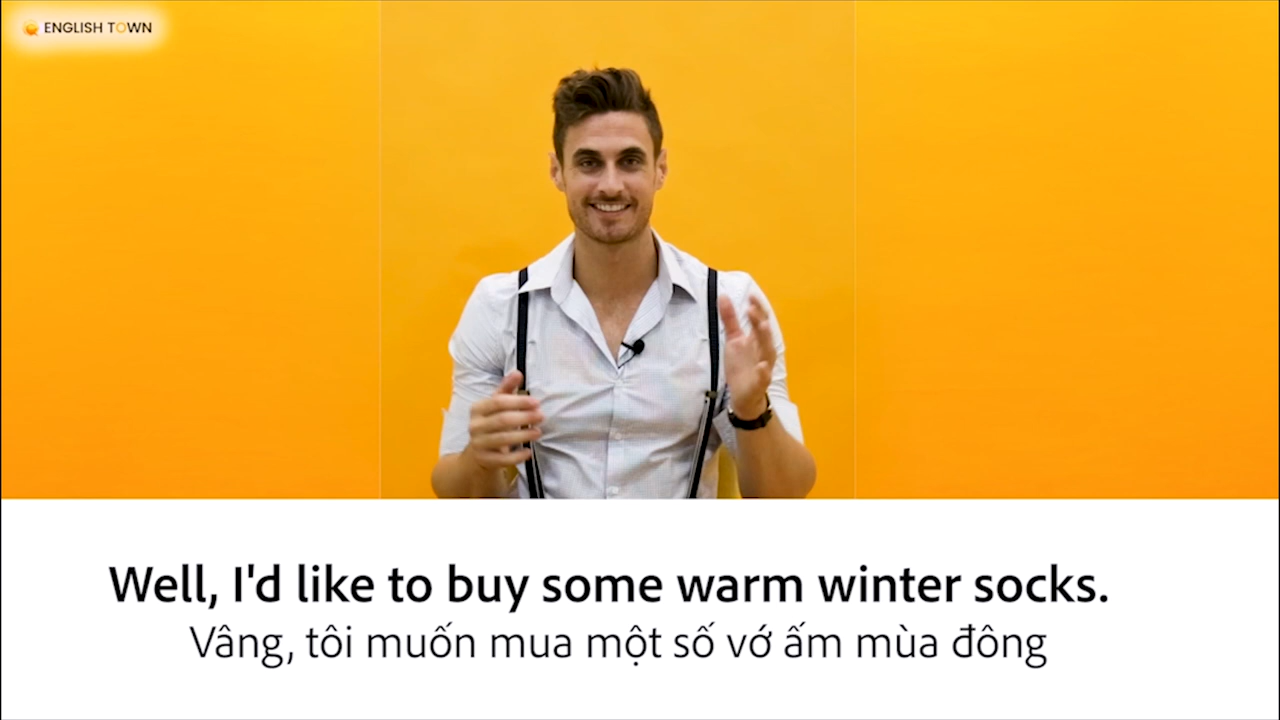 ENGLISH TOWN
Well, I'd like to buy some warm winter socks.
Vâng, tôi muốn mua một số vớ ấm mùa đông